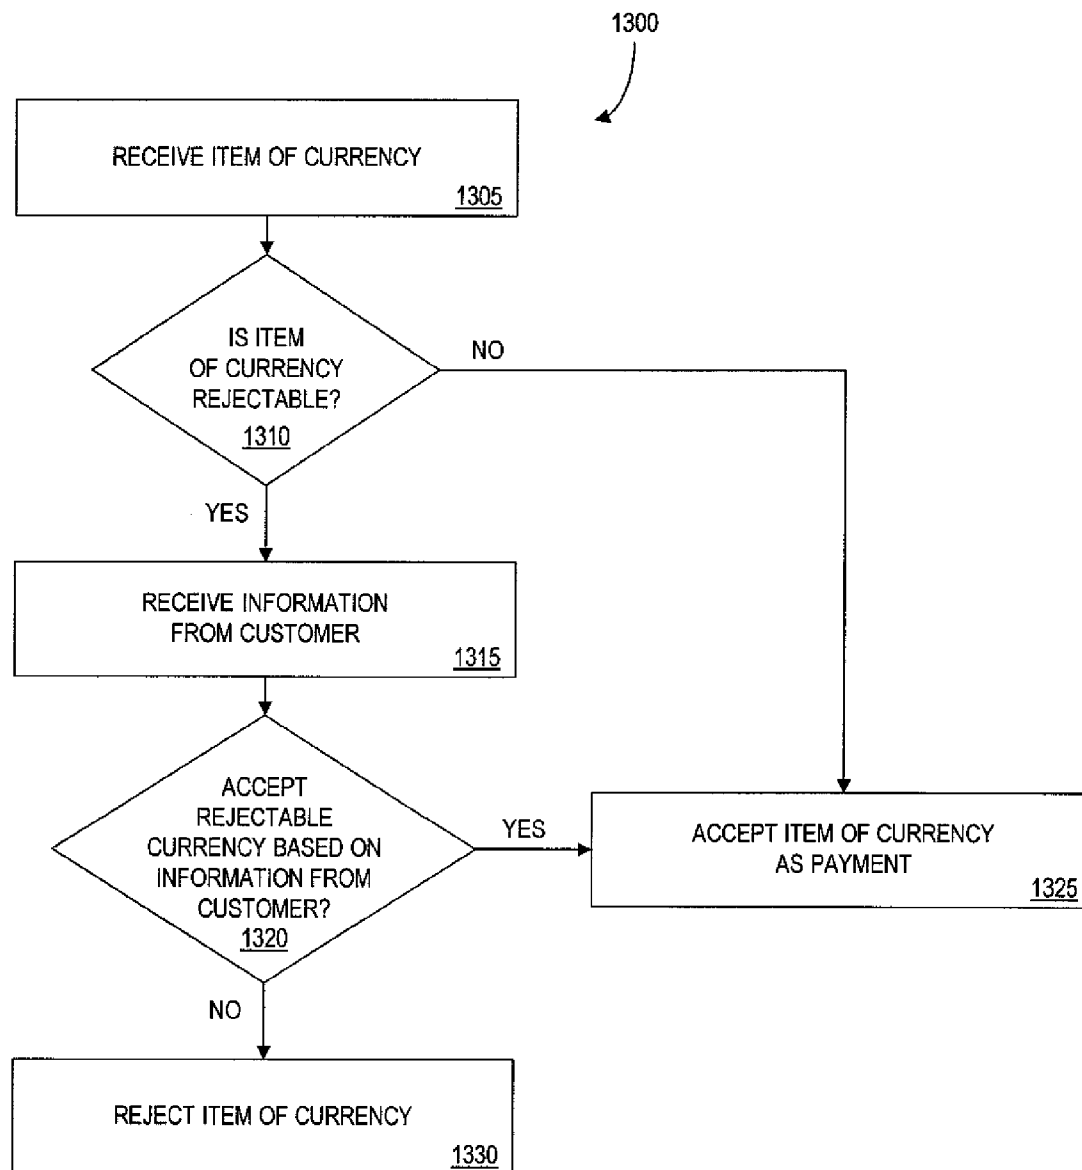 1300
RECEIVE ITEM OF CURRENCY
1305
IS ITEM
OF CURRENCY
REJECTABLE?
1310
NO
YES
RECEIVE INFORMATION
FROM CUSTOMER
1315
ACCEPT
REJECTABLE
CURRENCY BASED ON
INFORMATION FROM
CUSTOMER?
1320
YES
ACCEPT ITEM OF CURRENCY
AS PAYMENT
1325
NO
REJECT ITEM OF CURRENCY
1330